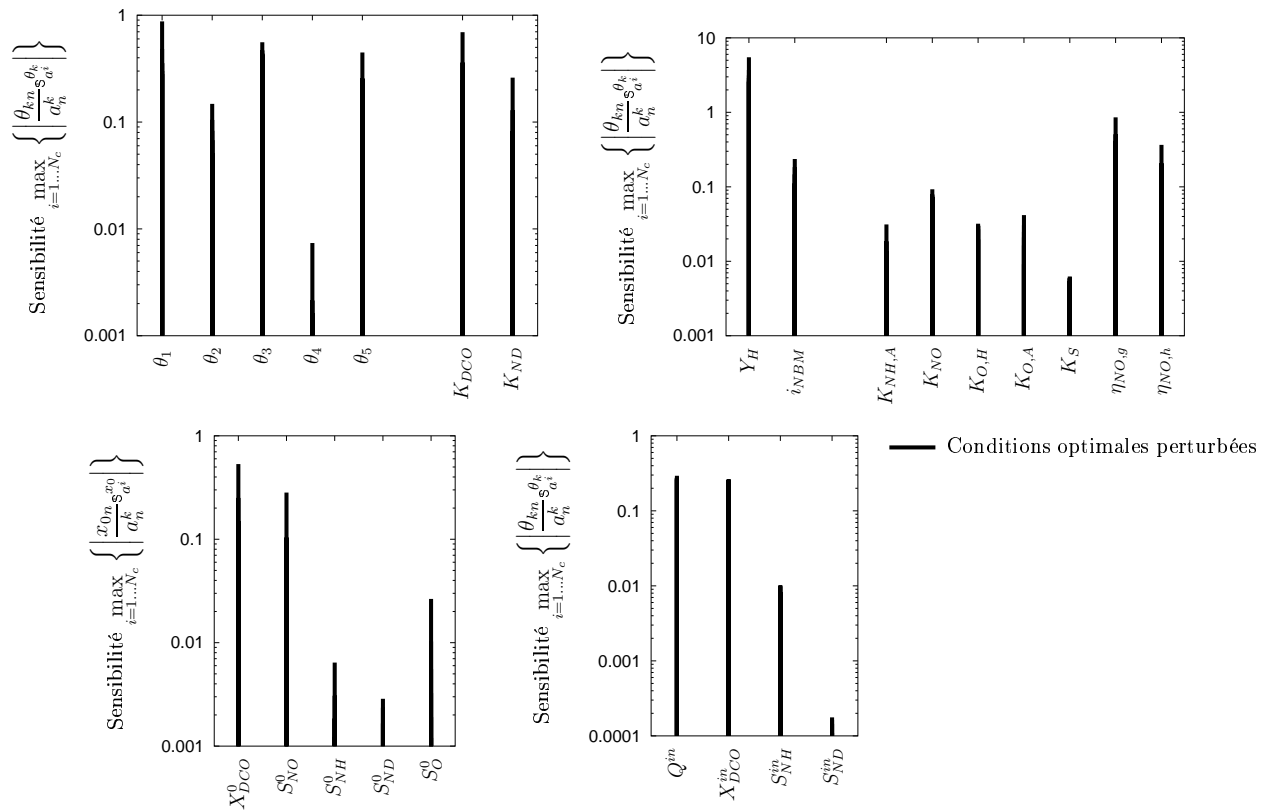 Sensibilité max_{i=1...N_c} { | θ_{kn}/a_n^k s_{a^i}^{θ_k} | }
1
0.1
0.01
0.001
θ_1 θ_2 θ_3 θ_4 θ_5 K_{DCO} K_{ND}
Sensibilité max_{i=1...N_c} { | θ_{kn}/a_n^k s_{a^i}^{θ_k} | }
10
1
0.1
0.01
0.001
Y_H i_{NBM} K_{NH,A} K_{NO} K_{O,H} K_{O,A} K_S η_{NO,g} η_{NO,h}
Sensibilité max_{i=1...N_c} { | x_{0n}/a_n^k s_{a^i}^{x_0} | }
1
0.1
0.01
0.001
X_{DCO}^0 S_{NO}^0 S_{NH}^0 S_{ND}^0 S_O^0
Sensibilité max_{i=1...N_c} { | θ_{kn}/a_n^k s_{a^i}^{θ_k} | }
1
0.1
0.01
0.001
0.0001
Q^{in} X_{DCO}^{in} S_{NH}^{in} S_{ND}^{in}
Conditions optimales perturbées